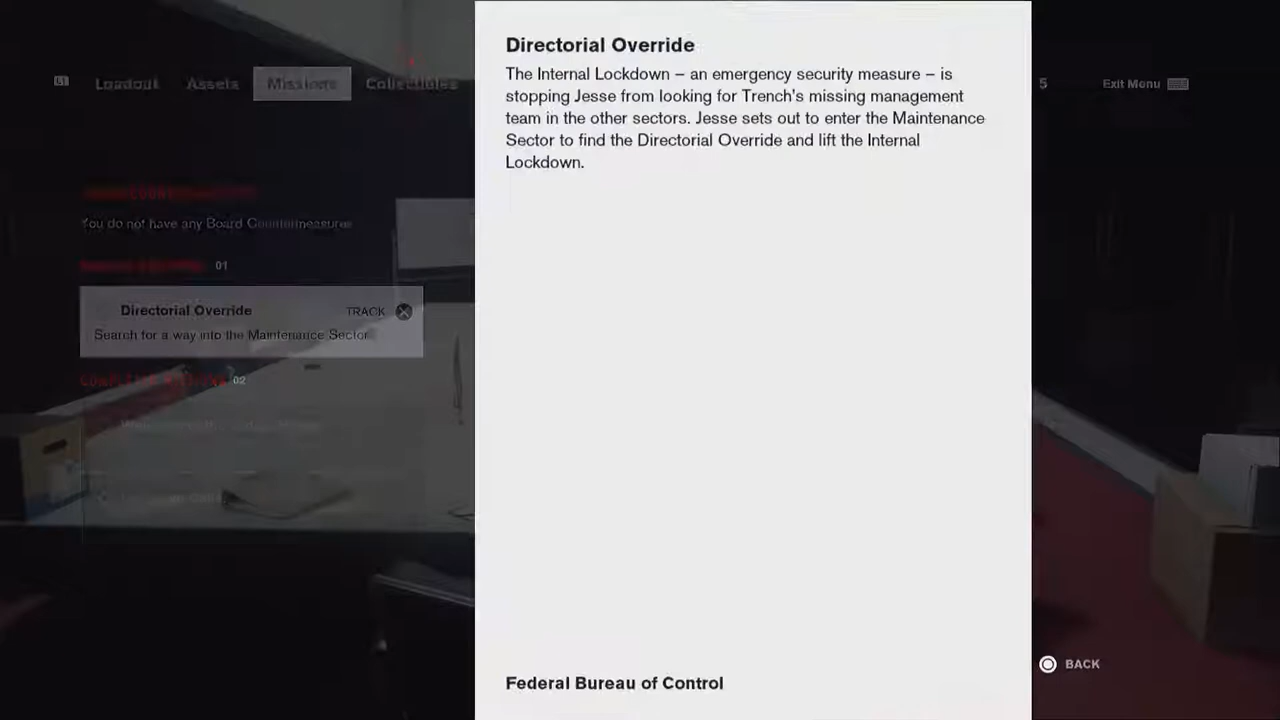 Directorial Override
The Internal Lockdown – an emergency security measure – is
stopping Jesse from looking for Trench's missing management
team in the other sectors. Jesse sets out to enter the Maintenance
Sector to find the Directorial Override and lift the Internal
Lockdown.
Federal Bureau of Control
L1 Loadout Assets Missions Collectibles
5 Exit Menu
You do not have any Board Countermeasures
01
Directorial Override TRACK
Search for a way into the Maintenance Sector
02
BACK